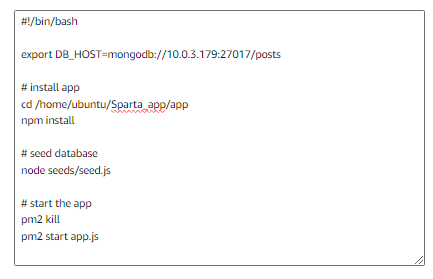 #!/bin/bash
export DB_HOST=mongodb://10.0.3.179:27017/posts
# install app
cd /home/ubuntu/Sparta_app/app
npm install
# seed database
node seeds/seed.js
# start the app
pm2 kill
pm2 start app.js